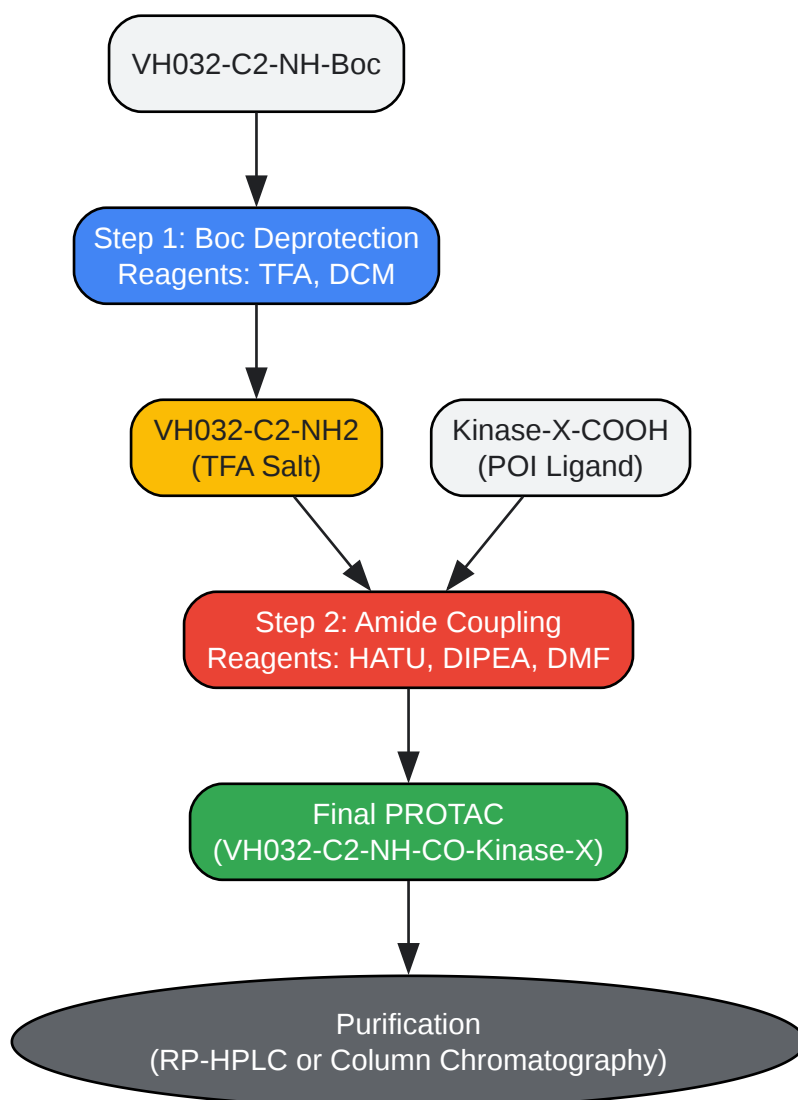 VH032-C2-NH-Boc
Step 1: Boc Deprotection
Reagents: TFA, DCM
VH032-C2-NH2
(TFA Salt)
Kinase-X-COOH
(POI Ligand)
Step 2: Amide Coupling
Reagents: HATU, DIPEA, DMF
Final PROTAC
(VH032-C2-NH-CO-Kinase-X)
Purification
(RP-HPLC or Column Chromatography)